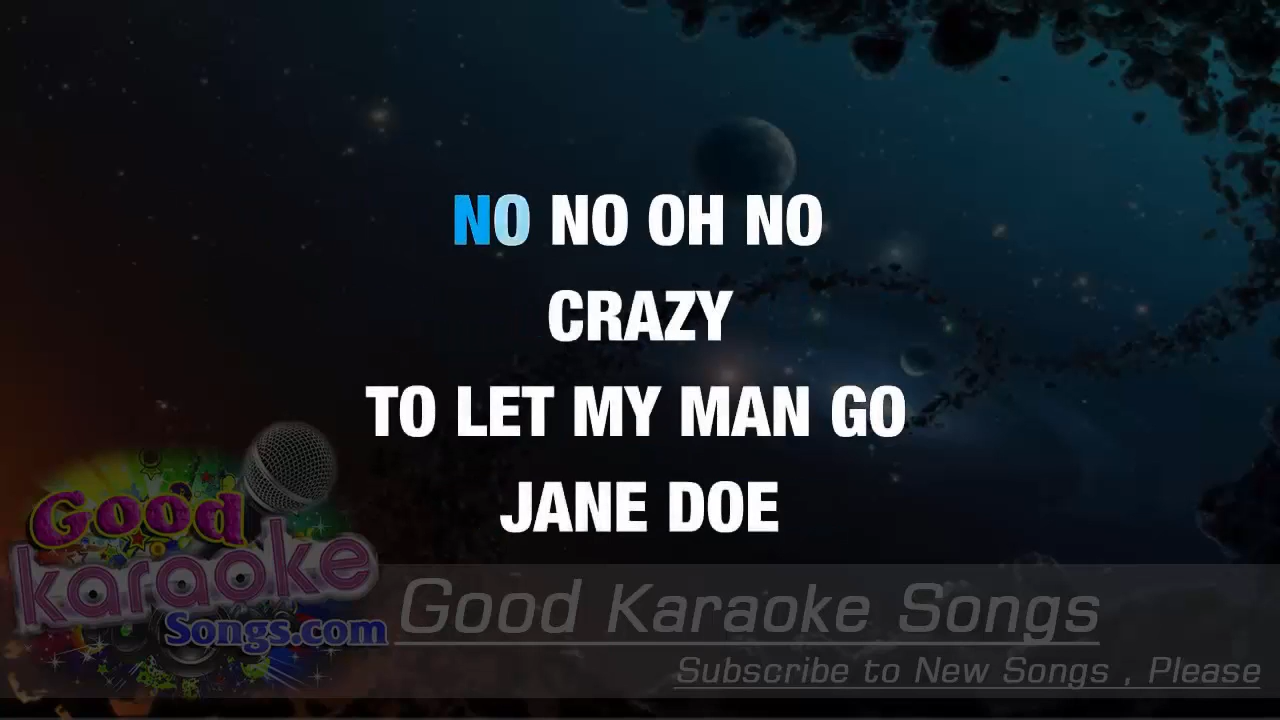 NO NO OH NO
CRAZY
TO LET MY MAN GO
JANE DOE
Good
karaoke
Songs.com
Good Karaoke Songs
Subscribe to New Songs , Please